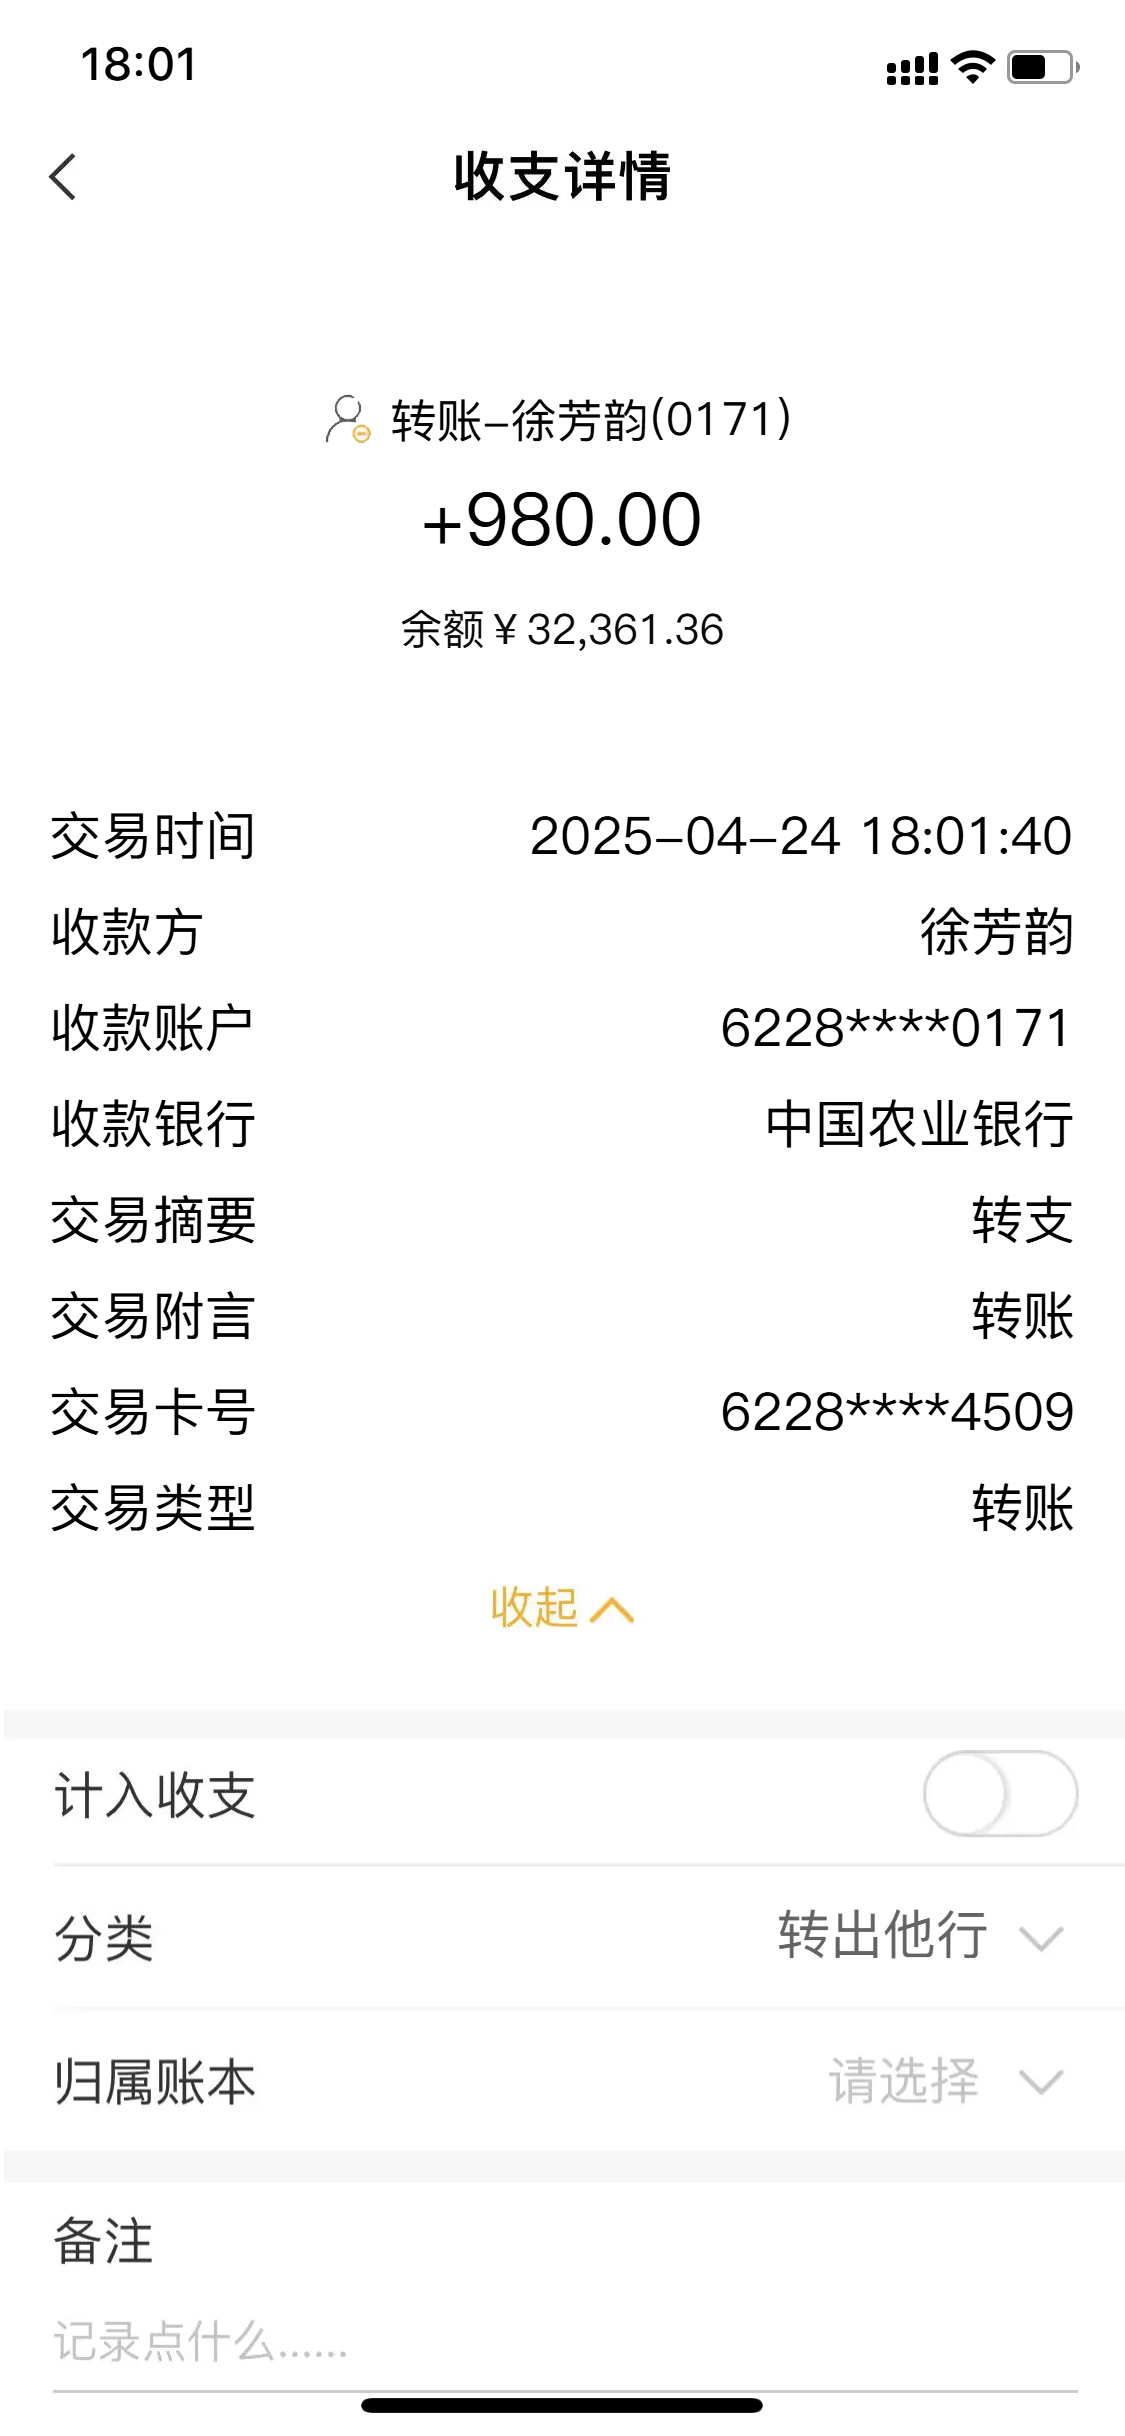 18:01
收支详情
转账-徐芳韵(0171)
+980.00
余额¥32,361.36
交易时间 2025-04-24 18:01:40
收款方 徐芳韵
收款账户 6228****0171
收款银行 中国农业银行
交易摘要 转支
交易附言 转账
交易卡号 6228****4509
交易类型 转账
收起
计入收支
分类 转出他行
归属账本 请选择
备注
记录点什么......